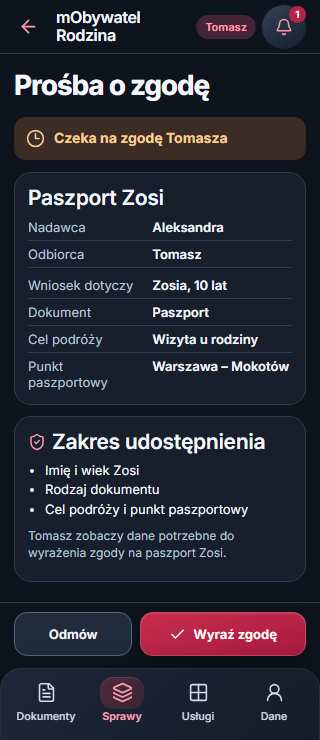 mObywatel
Rodzina
Tomasz
1
Prośba o zgodę
Czeka na zgodę Tomasza
Paszport Zosi
Nadawca Aleksandra
Odbiorca Tomasz
Wniosek dotyczy Zosia, 10 lat
Dokument Paszport
Cel podróży Wizyta u rodziny
Punkt paszportowy Warszawa – Mokotów
Zakres udostępnienia
• Imię i wiek Zosi
• Rodzaj dokumentu
• Cel podróży i punkt paszportowy
Tomasz zobaczy dane potrzebne do
wyrażenia zgody na paszport Zosi.
Odmów
Wyraź zgodę
Dokumenty Sprawy Usługi Dane